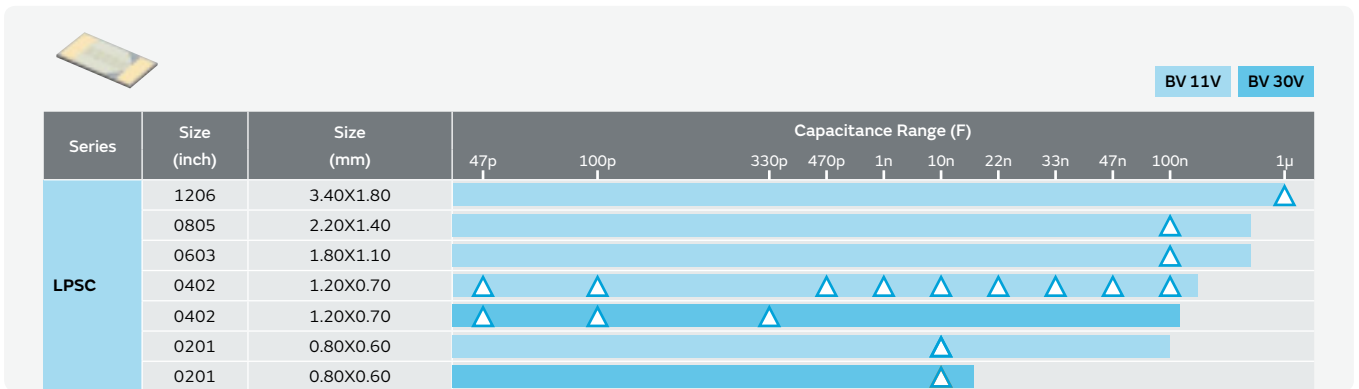 BV 11V BV 30V
Series Size (inch) Size (mm) Capacitance Range (F)
47p 100p 330p 470p 1n 10n 22n 33n 47n 100n 1µ
LPSC
1206 3.40X1.80
0805 2.20X1.40
0603 1.80X1.10
0402 1.20X0.70
0402 1.20X0.70
0201 0.80X0.60
0201 0.80X0.60